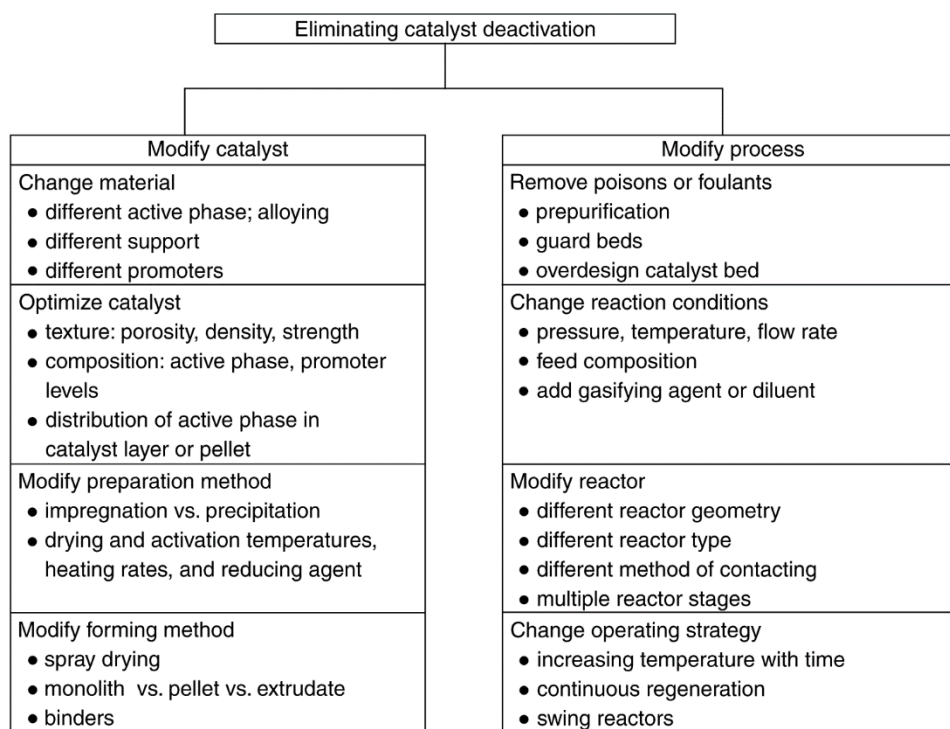 Eliminating catalyst deactivation
Modify catalyst
Change material
• different active phase; alloying
• different support
• different promoters
Optimize catalyst
• texture: porosity, density, strength
• composition: active phase, promoter
levels
• distribution of active phase in
catalyst layer or pellet
Modify preparation method
• impregnation vs. precipitation
• drying and activation temperatures,
heating rates, and reducing agent
Modify forming method
• spray drying
• monolith vs. pellet vs. extrudate
• binders
Modify process
Remove poisons or foulants
• prepurification
• guard beds
• overdesign catalyst bed
Change reaction conditions
• pressure, temperature, flow rate
• feed composition
• add gasifying agent or diluent
Modify reactor
• different reactor geometry
• different reactor type
• different method of contacting
• multiple reactor stages
Change operating strategy
• increasing temperature with time
• continuous regeneration
• swing reactors